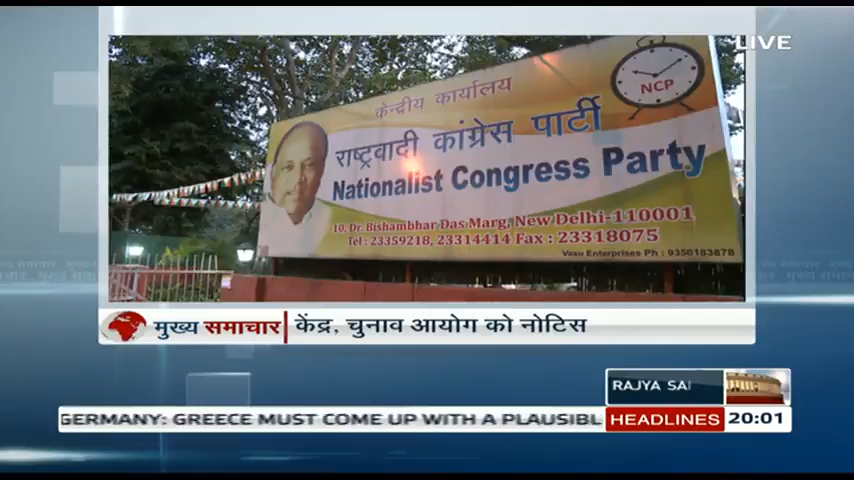 LIVE
NCP
केन्द्रीय कार्यालय
राष्ट्रवादी कांग्रेस पार्टी
Nationalist Congress Party
10, Dr. Bishambhar Das Marg, New Delhi-110001
Tel : 23359218, 23314414 Fax : 23318075
Vasu Enterprises Ph : 9350183878
मुख्य समाचार
केंद्र, चुनाव आयोग को नोटिस
RAJYA SA
GERMANY: GREECE MUST COME UP WITH A PLAUSIBL
HEADLINES
20:01